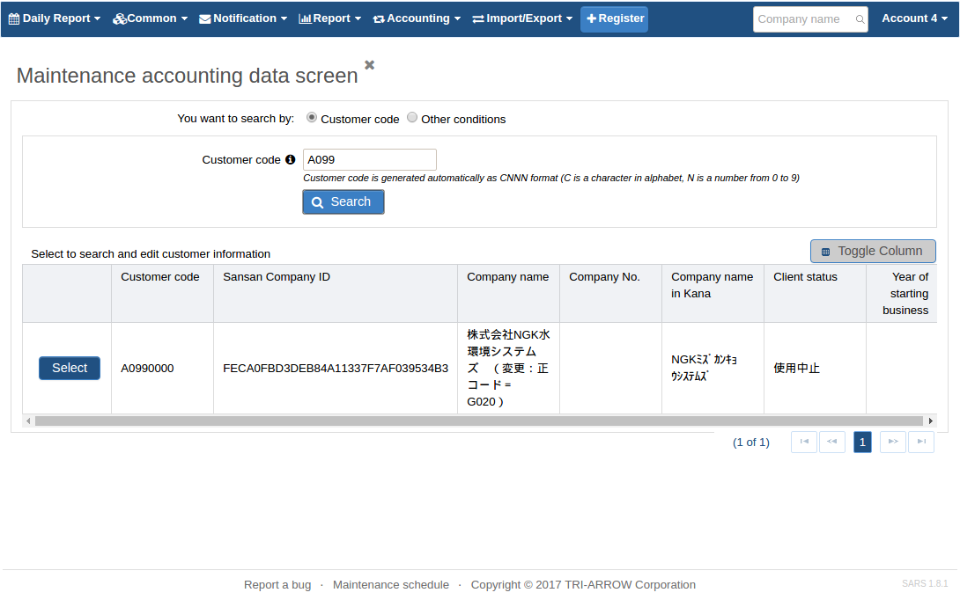 Daily Report Common Notification Report Accounting Import/Export Register Company name Account 4
Maintenance accounting data screen
You want to search by: Customer code Other conditions
Customer code A099
Customer code is generated automatically as CNNN format (C is a character in alphabet, N is a number from 0 to 9)
Search
Select to search and edit customer information Toggle Column
Customer code Sansan Company ID Company name Company No. Company name in Kana Client status Year of starting business
Select A0990000 FECA0FBD3DEB84A11337F7AF039534B3
株式会社NGK水
環境システム
ズ （変更：正
コード＝
G020）
NGKﾐｽﾞｶﾝｷｮ
ｳｼｽﾃﾑｽﾞ
使用中止
(1 of 1) 1
Report a bug · Maintenance schedule · Copyright © 2017 TRI-ARROW Corporation SARS 1.8.1